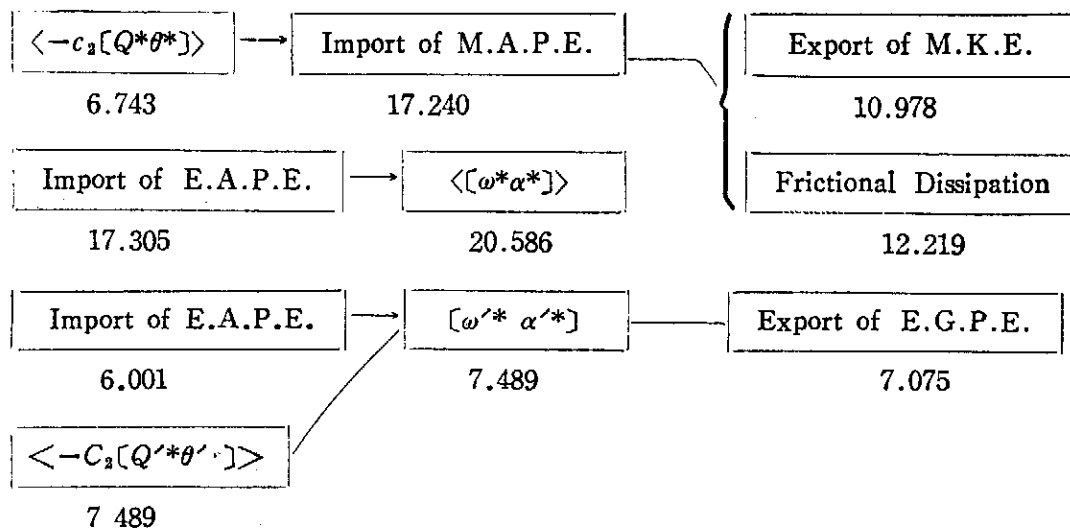 ⟨−c₂[Q*θ*]⟩ → Import of M.A.P.E. Export of M.K.E.
6.743 17.240 10.978
Import of E.A.P.E. → ⟨[ω*α*]⟩ Frictional Dissipation
17.305 20.586 12.219
Import of E.A.P.E. → [ω′* α′*] Export of E.G.P.E.
6.001 7.489 7.075
<−C₂[Q′*θ′·]>
7 489